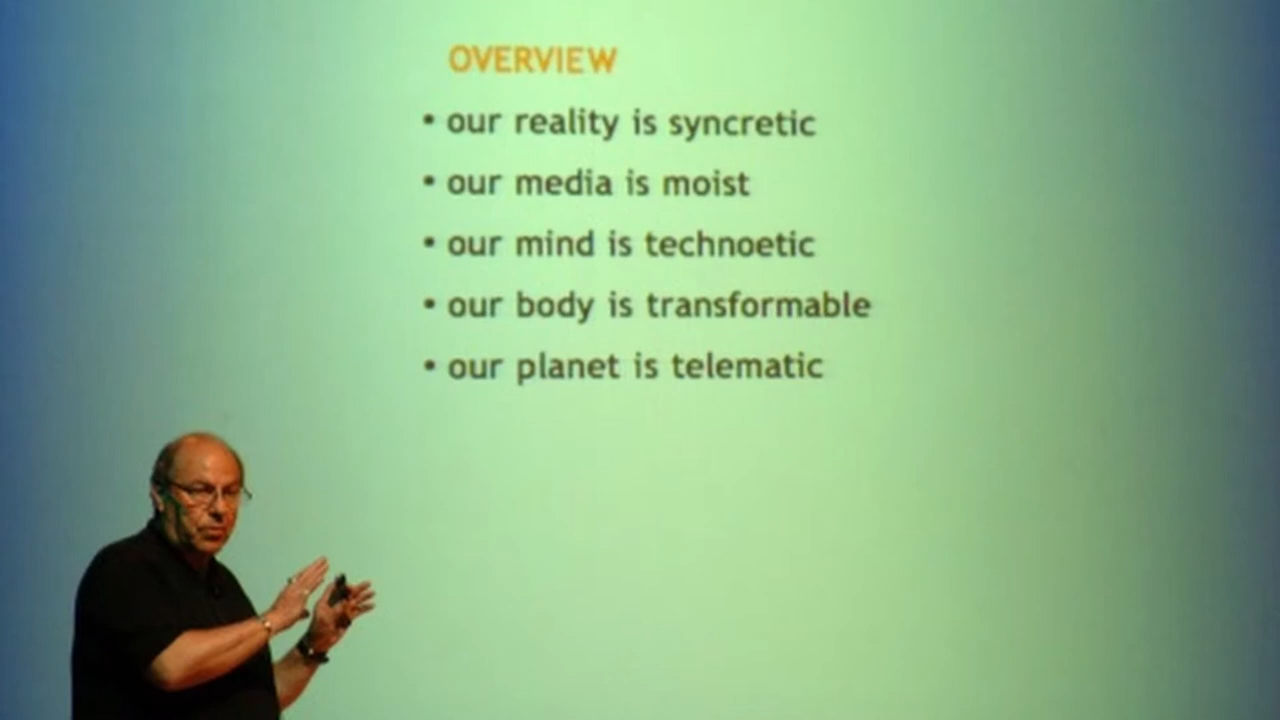 OVERVIEW
• our reality is syncretic
• our media is moist
• our mind is technoetic
• our body is transformable
• our planet is telematic